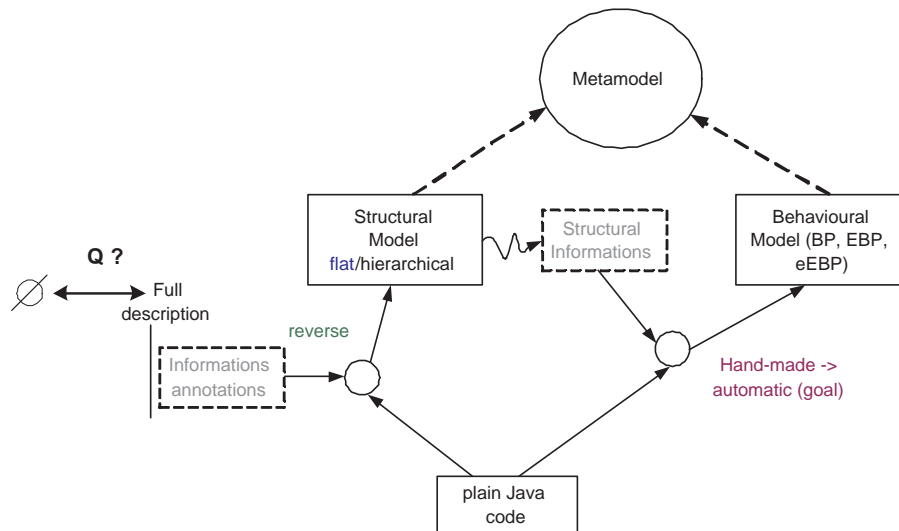 Metamodel
Structural
Model
flat/hierarchical
Structural
Informations
Behavioural
Model (BP, EBP,
eEBP)
Q ?
Full
description
reverse
Informations
annotations
Hand-made ->
automatic (goal)
plain Java
code